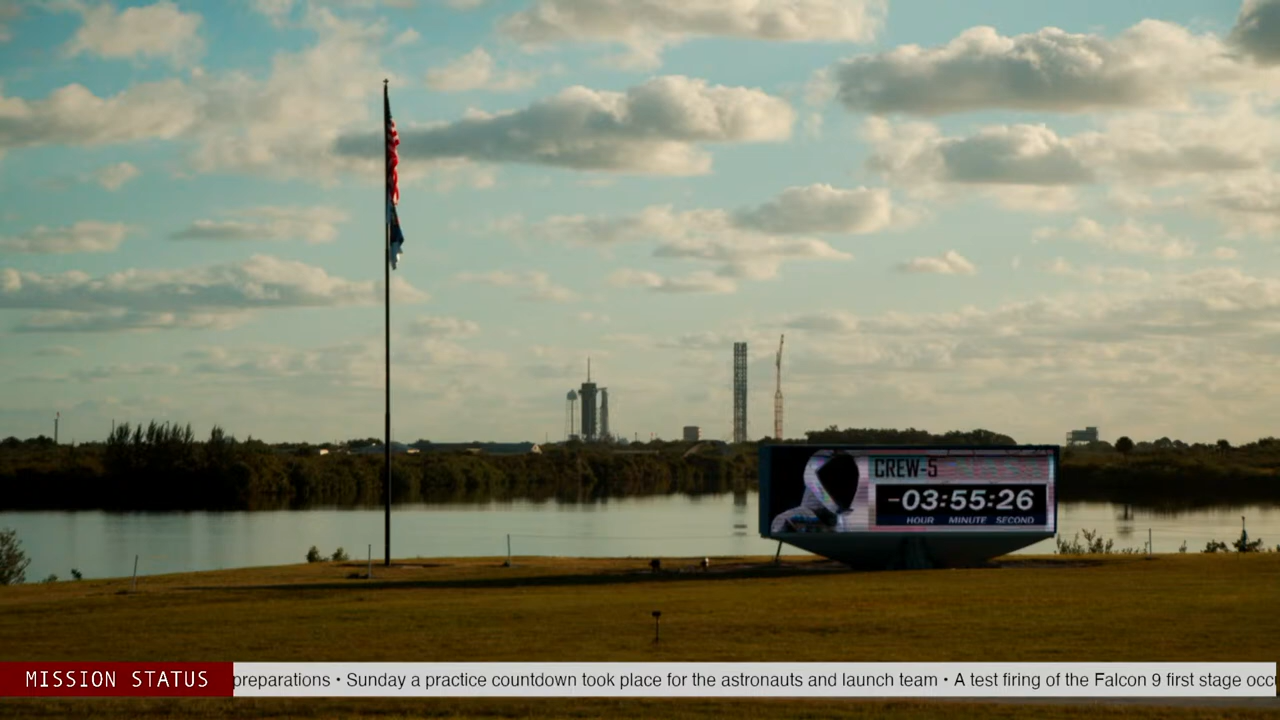 CREW-5
-03:55:26
HOUR MINUTE SECOND
MISSION STATUS
preparations • Sunday a practice countdown took place for the astronauts and launch team • A test firing of the Falcon 9 first stage occu